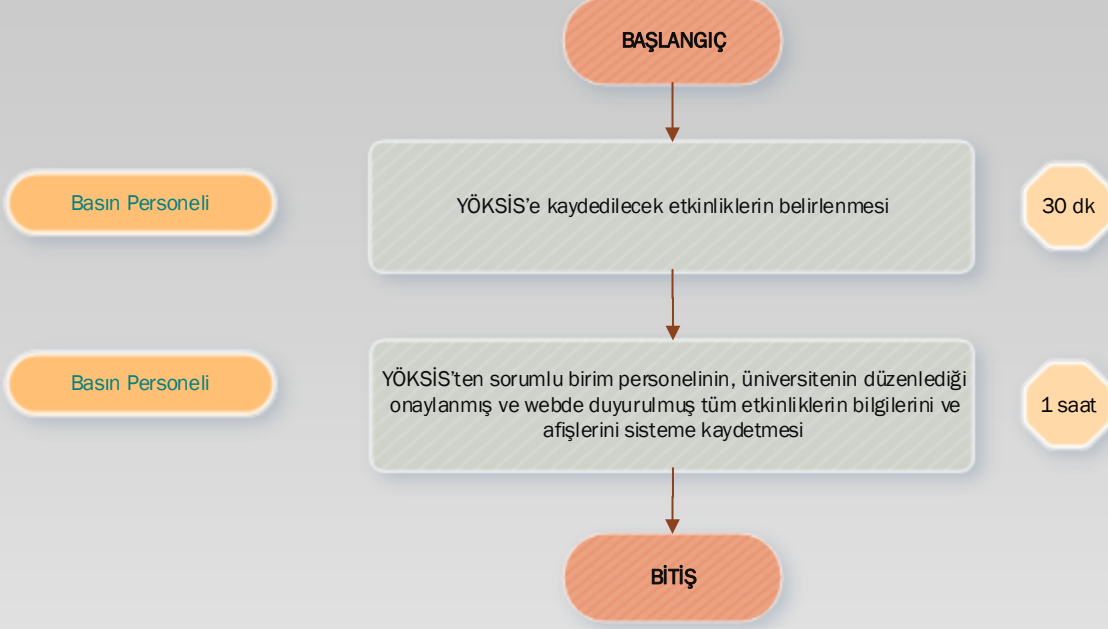 BAŞLANGIÇ
Basın Personeli
YÖKSİS’e kaydedilecek etkinliklerin belirlenmesi
30 dk
Basın Personeli
YÖKSİS’ten sorumlu birim personelinin, üniversitenin düzenlediği
onaylanmış ve webde duyurulmuş tüm etkinliklerin bilgilerini ve
afişlerini sisteme kaydetmesi
1 saat
BİTİŞ